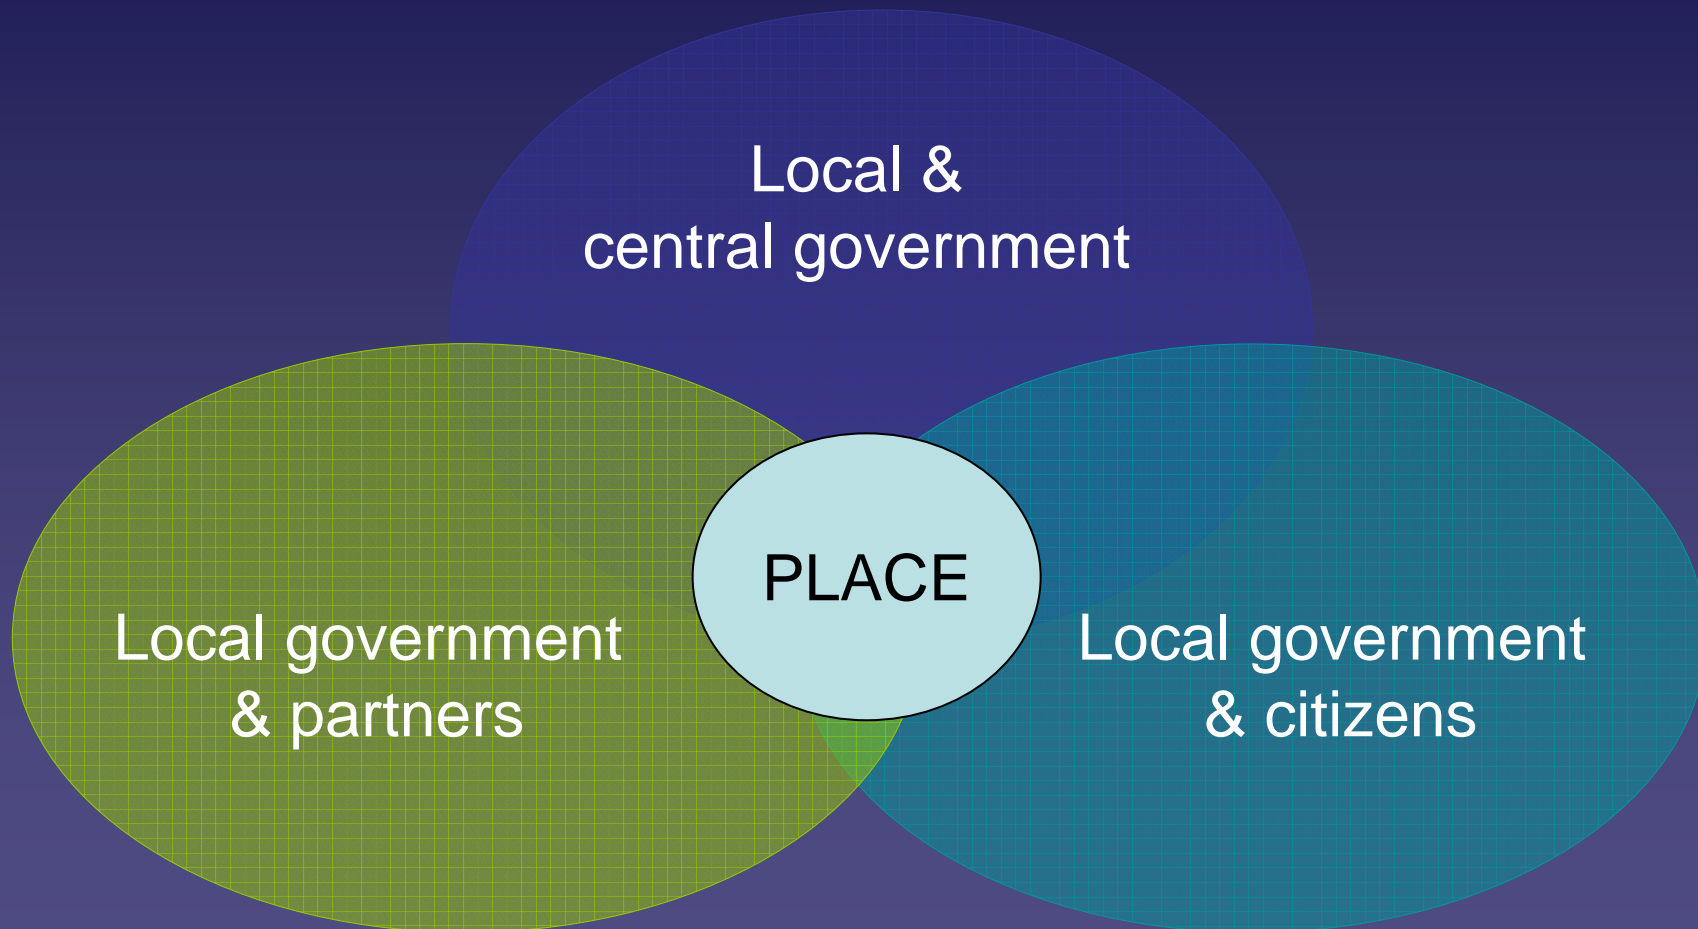 Local &
central government
PLACE
Local government
& partners
Local government
& citizens